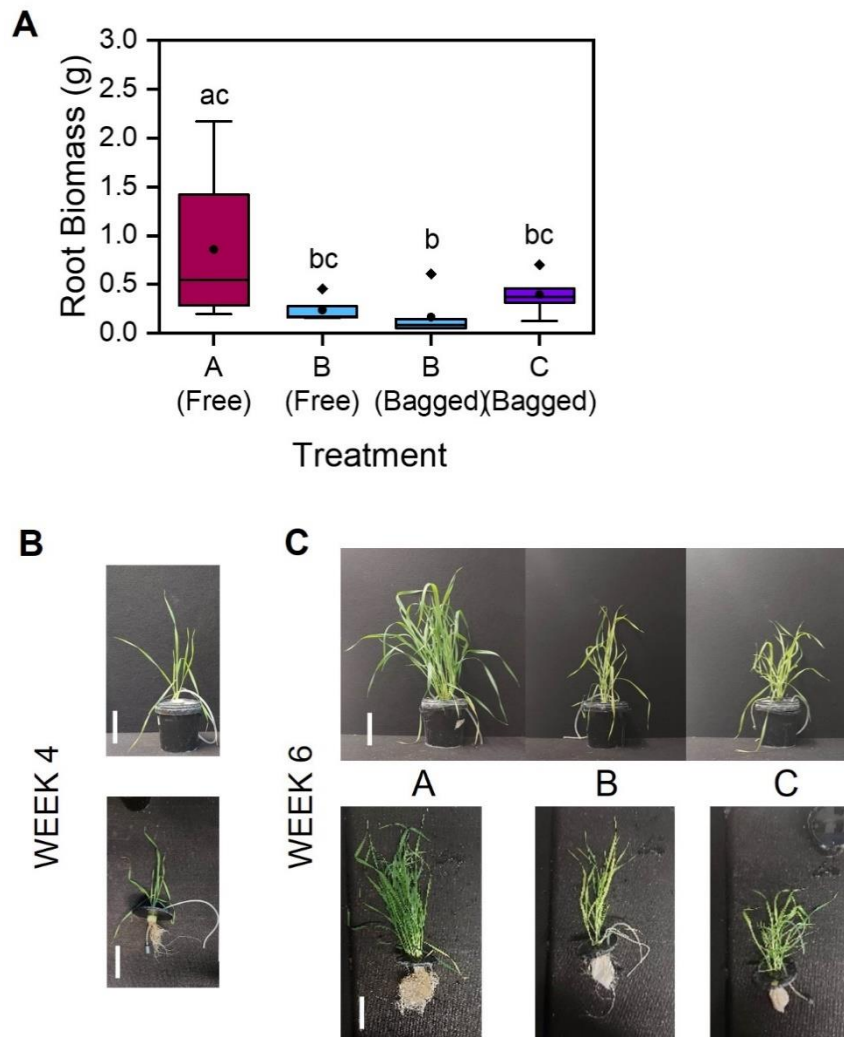 A
3.0
2.5
2.0
1.5
1.0
0.5
0.0
Root Biomass (g)
ac
bc
b
bc
A B B C
(Free) (Free) (Bagged) (Bagged)
Treatment
B
C
WEEK 4
WEEK 6
A B C